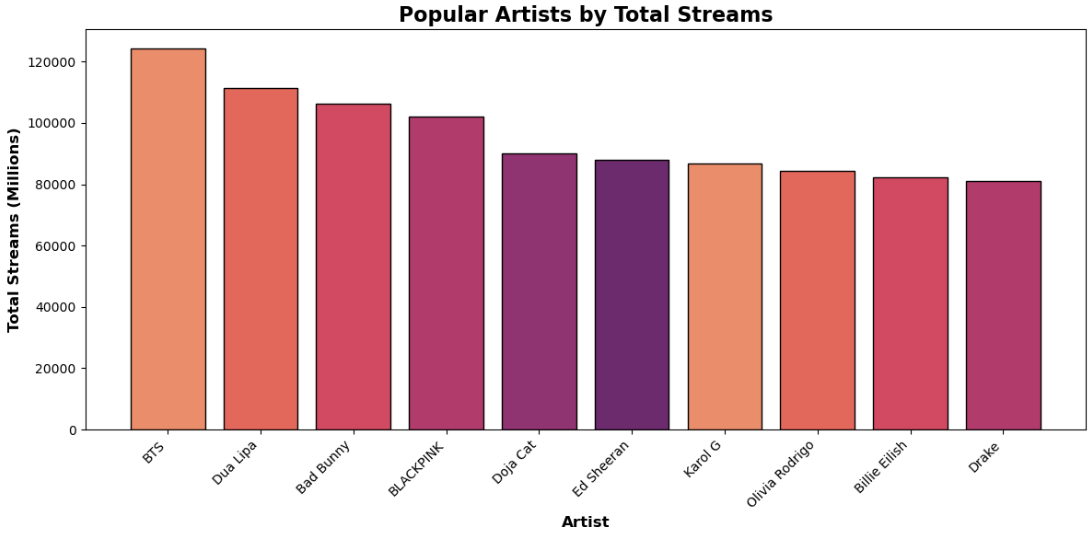 Popular Artists by Total Streams
Total Streams (Millions)
120000
100000
80000
60000
40000
20000
0
BTS
Dua Lipa
Bad Bunny
BLACKPINK
Doja Cat
Ed Sheeran
Karol G
Olivia Rodrigo
Billie Eilish
Drake
Artist